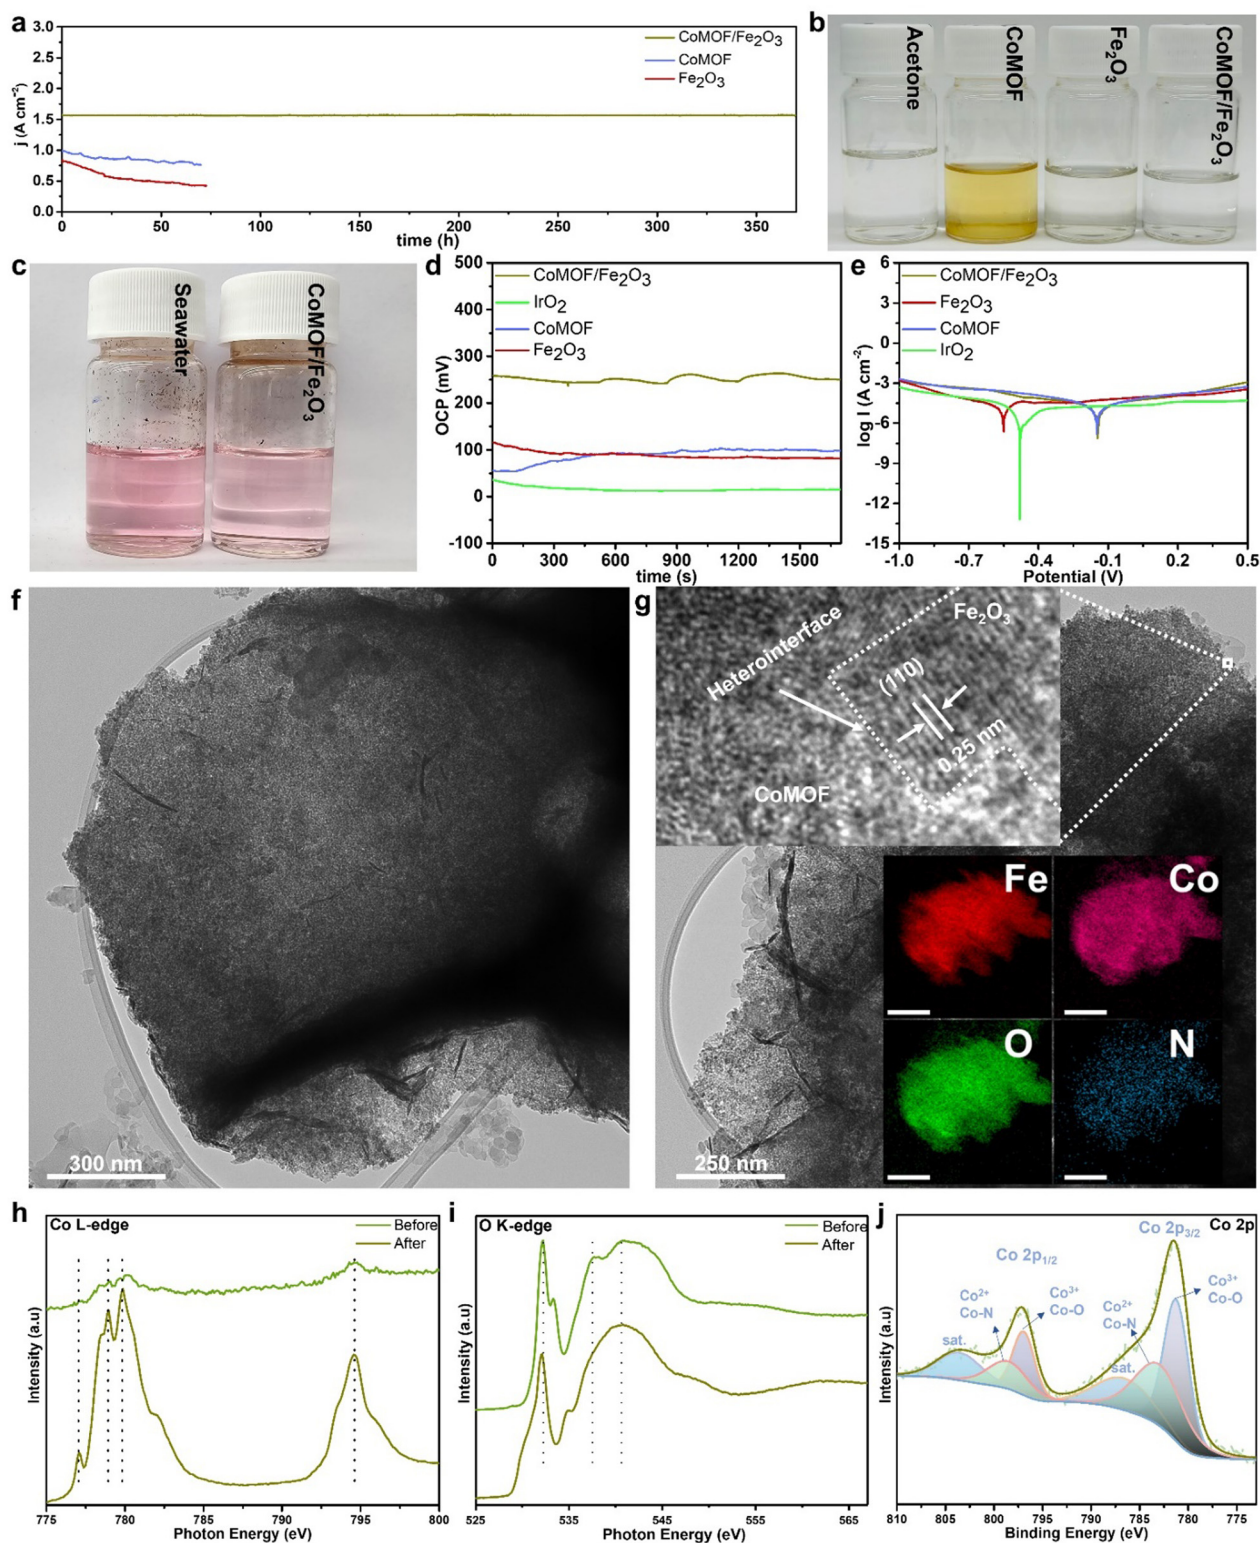 a
3.0
2.5
2.0
1.5
1.0
0.5
0.0
j (A cm⁻²)
0 50 100 150 200 250 300 350
time (h)
CoMOF/Fe₂O₃
CoMOF
Fe₂O₃
b
Acetone
CoMOF
Fe₂O₃
CoMOF/Fe₂O₃
c
Seawater
CoMOF/Fe₂O₃
d
500
400
300
200
100
0
-100
OCP (mV)
0 300 600 900 1200 1500
time (s)
CoMOF/Fe₂O₃
IrO₂
CoMOF
Fe₂O₃
e
6
3
0
-3
-6
-9
-12
-15
log I (A cm⁻²)
-1.0 -0.7 -0.4 -0.1 0.2 0.5
Potential (V)
CoMOF/Fe₂O₃
Fe₂O₃
CoMOF
IrO₂
f
300 nm
g
Heterointerface
Fe₂O₃
(110)
0.25 nm
CoMOF
Fe
Co
O
N
250 nm
h
Co L-edge
Before
After
Intensity (a.u)
775 780 785 790 795 800
Photon Energy (eV)
i
O K-edge
Before
After
Intensity (a.u)
525 535 545 555 565
Photon Energy (eV)
j
Co 2p
Co 2p₃/₂
Co 2p₁/₂
Co²⁺
Co-N
Co³⁺
Co-O
Co²⁺
Co-N
Co³⁺
Co-O
sat.
sat.
Intensity (a.u)
810 805 800 795 790 785 780 775
Binding Energy (eV)